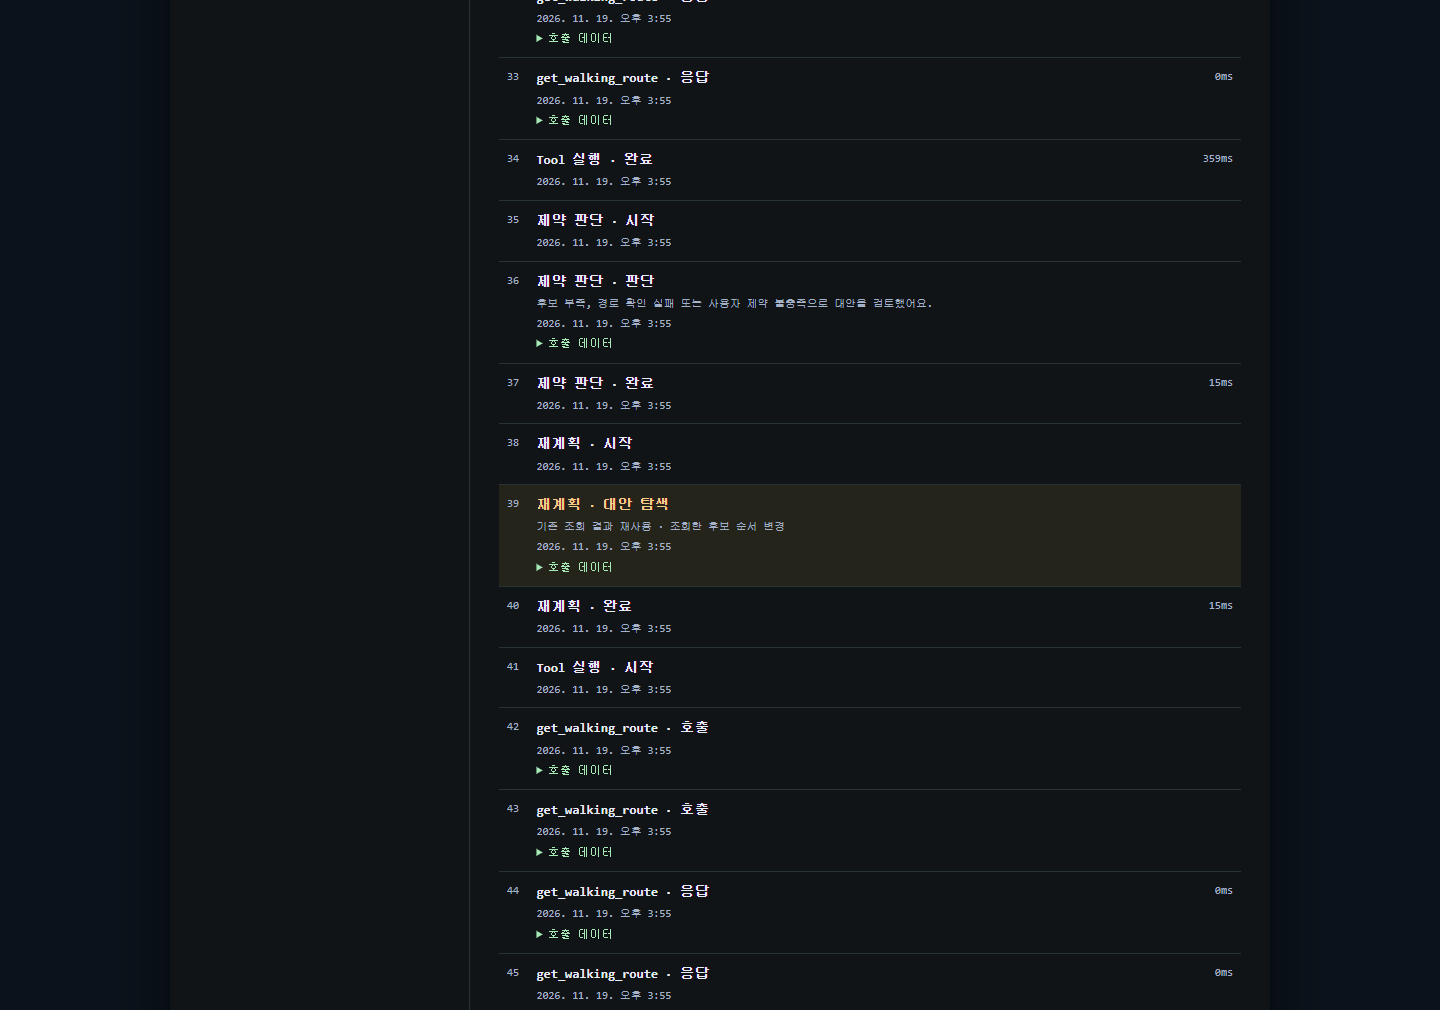 2026. 11. 19. 오후 3:55
▶ 호출 데이터
33 get_walking_route · 응답 0ms
2026. 11. 19. 오후 3:55
▶ 호출 데이터
34 Tool 실행 · 완료 359ms
2026. 11. 19. 오후 3:55
35 제약 판단 · 시작
2026. 11. 19. 오후 3:55
36 제약 판단 · 판단
후보 부족, 경로 확인 실패 또는 사용자 제약 불충족으로 대안을 검토했어요.
2026. 11. 19. 오후 3:55
▶ 호출 데이터
37 제약 판단 · 완료 15ms
2026. 11. 19. 오후 3:55
38 재계획 · 시작
2026. 11. 19. 오후 3:55
39 재계획 · 대안 탐색
기존 조회 결과 재사용 · 조회한 후보 순서 변경
2026. 11. 19. 오후 3:55
▶ 호출 데이터
40 재계획 · 완료 15ms
2026. 11. 19. 오후 3:55
41 Tool 실행 · 시작
2026. 11. 19. 오후 3:55
42 get_walking_route · 호출
2026. 11. 19. 오후 3:55
▶ 호출 데이터
43 get_walking_route · 호출
2026. 11. 19. 오후 3:55
▶ 호출 데이터
44 get_walking_route · 응답 0ms
2026. 11. 19. 오후 3:55
▶ 호출 데이터
45 get_walking_route · 응답 0ms
2026. 11. 19. 오후 3:55